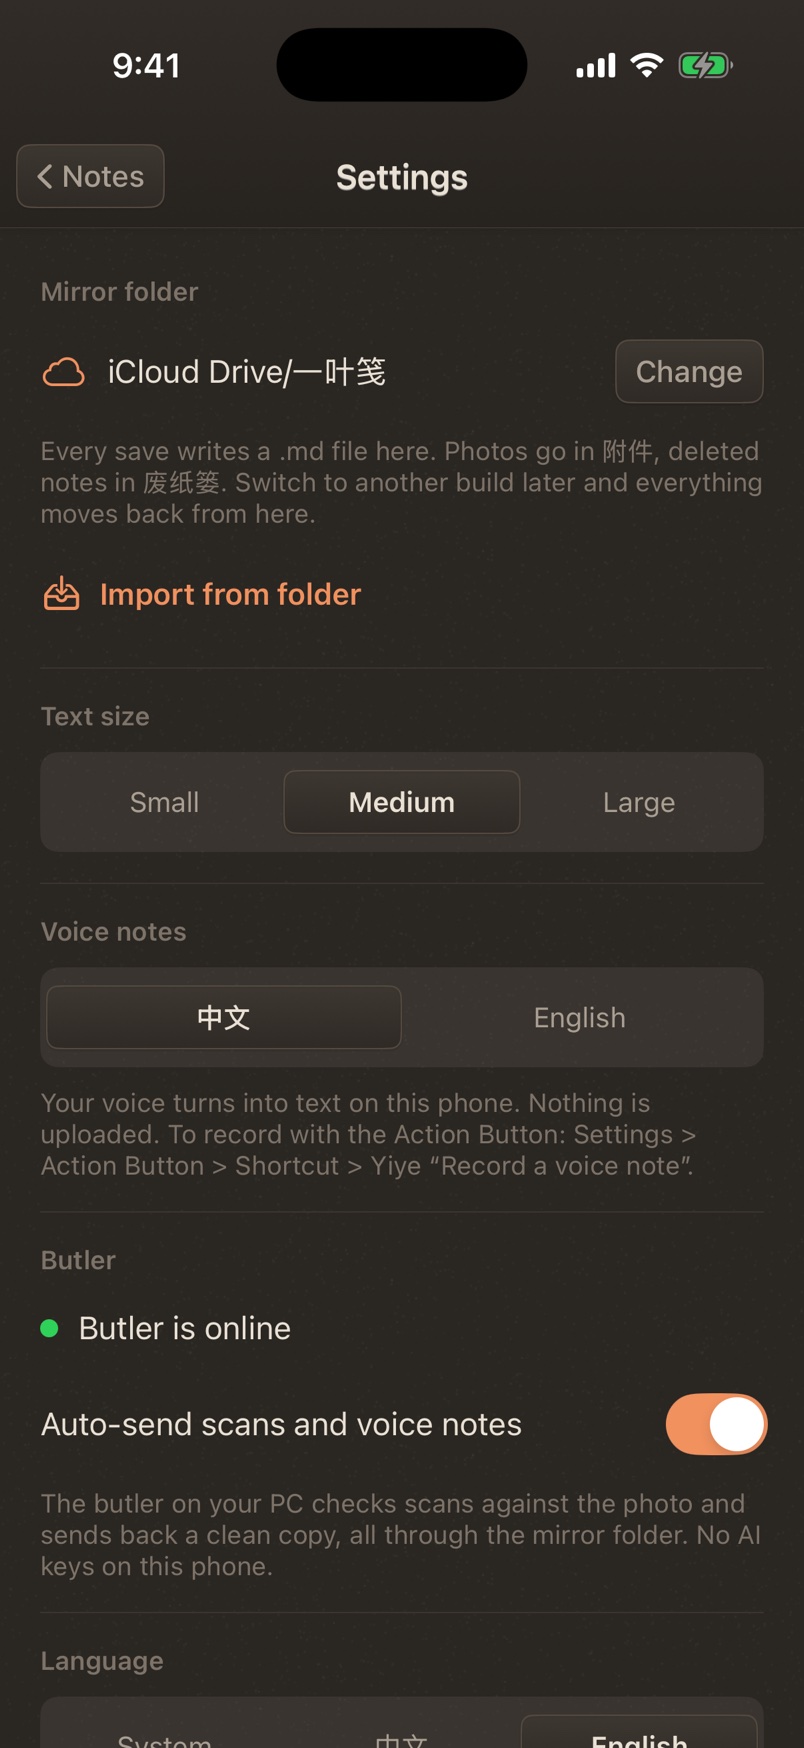 9:41
Notes
Settings
Mirror folder
iCloud Drive/一叶笺
Change
Every save writes a .md file here. Photos go in 附件, deleted
notes in 废纸篓. Switch to another build later and everything
moves back from here.
Import from folder
Text size
Small
Medium
Large
Voice notes
中文
English
Your voice turns into text on this phone. Nothing is
uploaded. To record with the Action Button: Settings >
Action Button > Shortcut > Yiye “Record a voice note”.
Butler
Butler is online
Auto-send scans and voice notes
The butler on your PC checks scans against the photo and
sends back a clean copy, all through the mirror folder. No AI
keys on this phone.
Language
System
中文
English